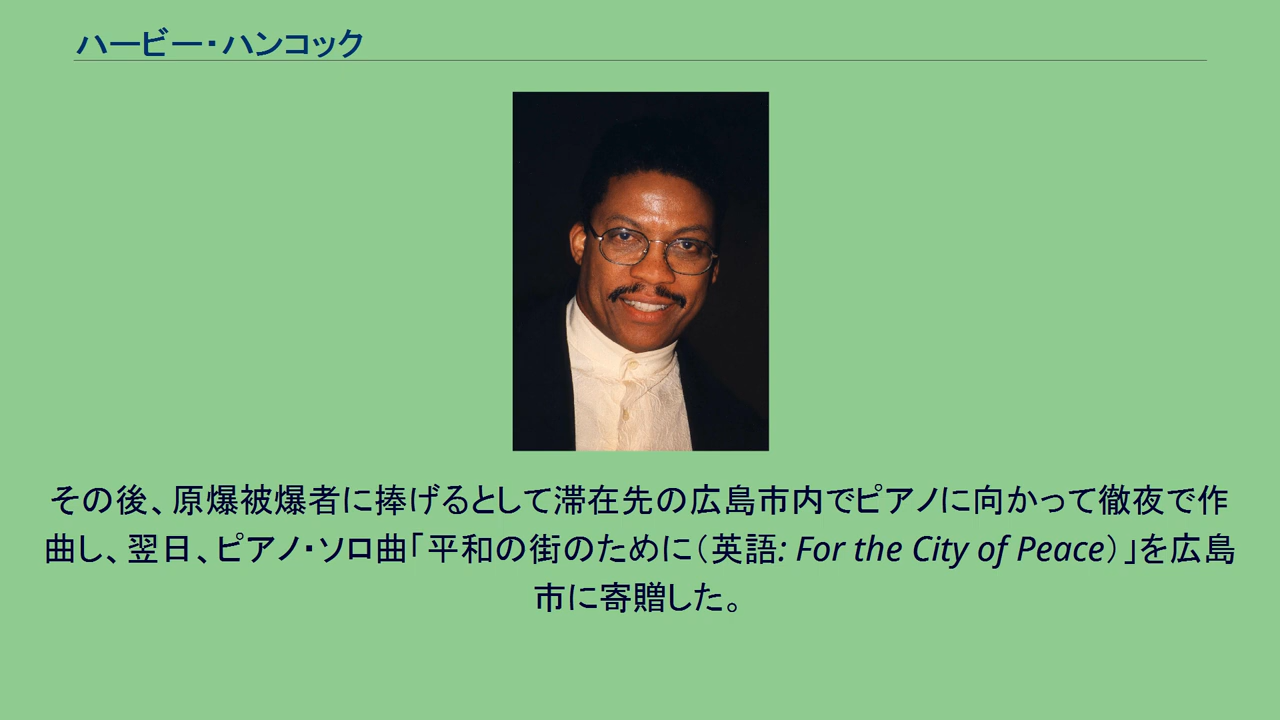 ハービー・ハンコック
その後、原爆被爆者に捧げるとして滞在先の広島市内でピアノに向かって徹夜で作
曲し、翌日、ピアノ・ソロ曲「平和の街のために（英語: For the City of Peace）」を広島
市に寄贈した。